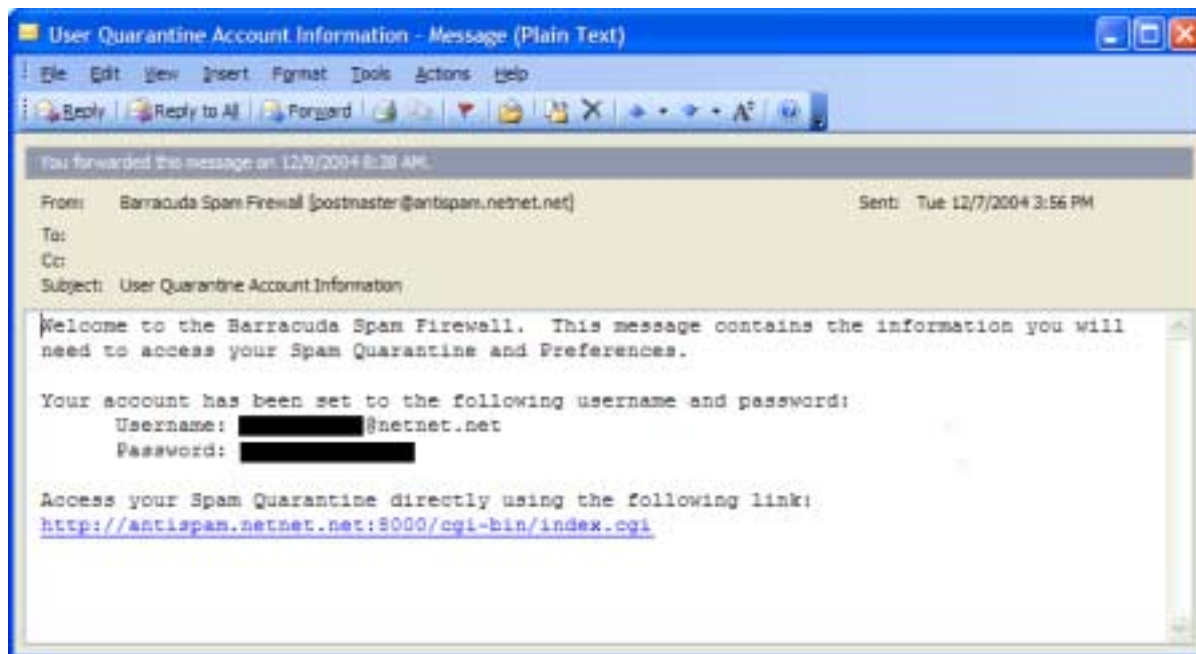 User Quarantine Account Information - Message (Plain Text)
File Edit View Insert Format Tools Actions Help
Reply Reply to All Forward
You forwarded this message on 12/9/2004 8:38 AM.
From: Barracuda Spam Firewall [postmaster@antispam.netnet.net] Sent: Tue 12/7/2004 3:56 PM
To:
Cc:
Subject: User Quarantine Account Information
Welcome to the Barracuda Spam Firewall. This message contains the information you will
need to access your Spam Quarantine and Preferences.
Your account has been set to the following username and password:
Username: @netnet.net
Password:
Access your Spam Quarantine directly using the following link:
http://antispam.netnet.net:8000/cgi-bin/index.cgi